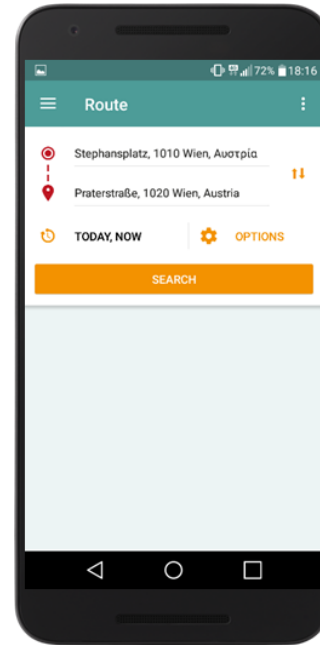 72% 18:16
Route
Stephansplatz, 1010 Wien, Αυστρία
Praterstraße, 1020 Wien, Austria
TODAY, NOW
OPTIONS
SEARCH